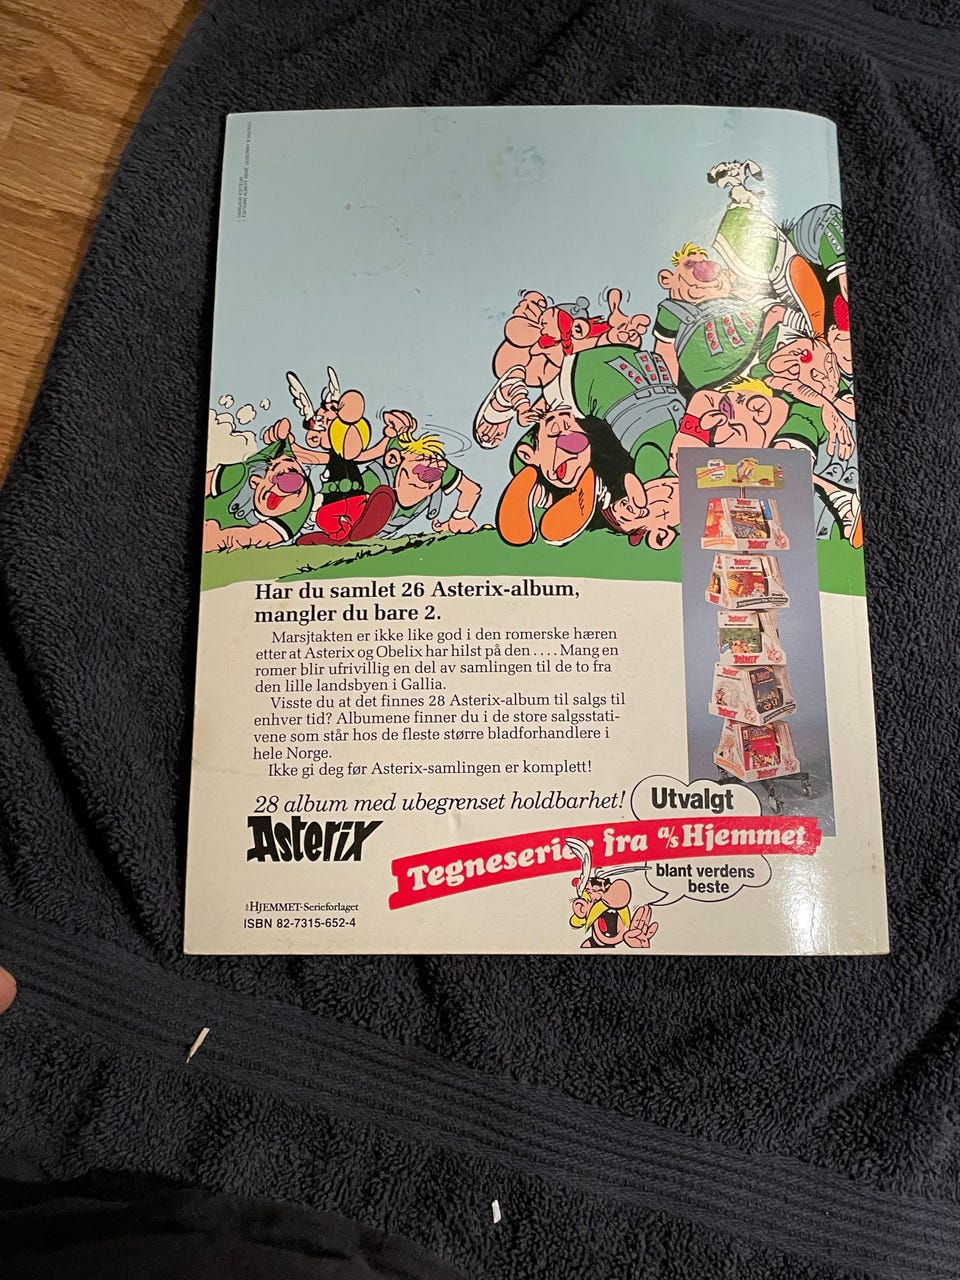 Har du samlet 26 Asterix-album,
mangler du bare 2.
Marsjtakten er ikke like god i den romerske hæren
etter at Asterix og Obelix har hilst på den . . . . Mang en
romer blir ufrivillig en del av samlingen til de to fra
den lille landsbyen i Gallia.
Visste du at det finnes 28 Asterix-album til salgs til
enhver tid? Albumene finner du i de store salgsstati-
vene som står hos de fleste større bladforhandlere i
hele Norge.
Ikke gi deg før Asterix-samlingen er komplett!
28 album med ubegrenset holdbarhet!
Utvalgt
Asterix
Tegneserier fra a/s Hjemmet
blant verdens
beste
HJEMMET-Serieforlaget
ISBN 82-7315-652-4